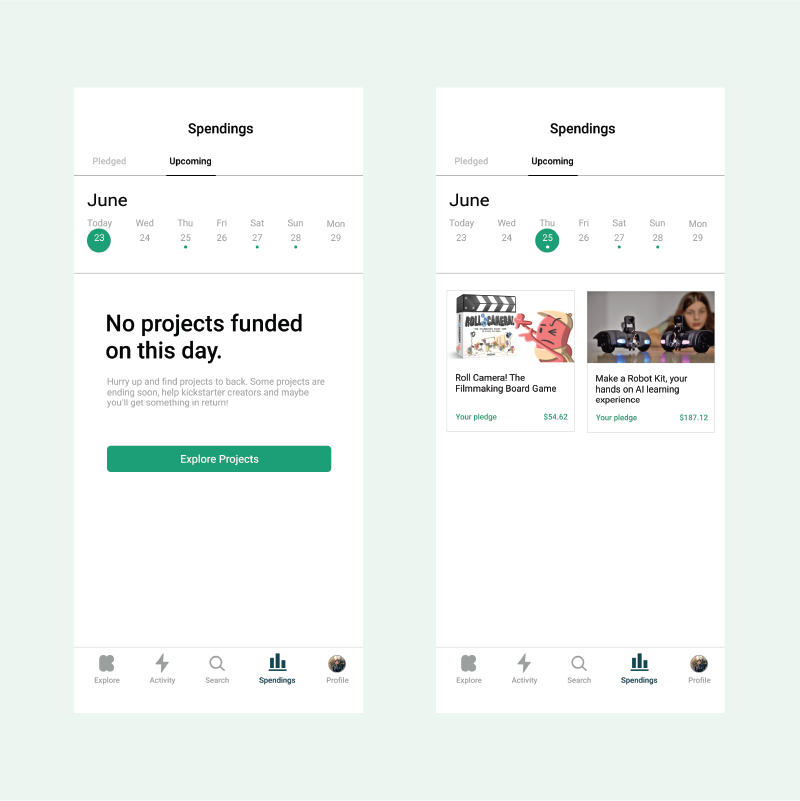 Spendings
Pledged Upcoming
June
Today Wed Thu Fri Sat Sun Mon
23 24 25 26 27 28 29
No projects funded
on this day.
Hurry up and find projects to back. Some projects are
ending soon, help kickstarter creators and maybe
you'll get something in return!
Explore Projects
Explore Activity Search Spendings Profile
Spendings
Pledged Upcoming
June
Today Wed Thu Fri Sat Sun Mon
23 24 25 26 27 28 29
ROLL CAMERA!
Roll Camera! The
Filmmaking Board Game
Your pledge $54.62
Make a Robot Kit, your
hands on AI learning
experience
Your pledge $187.12
Explore Activity Search Spendings Profile